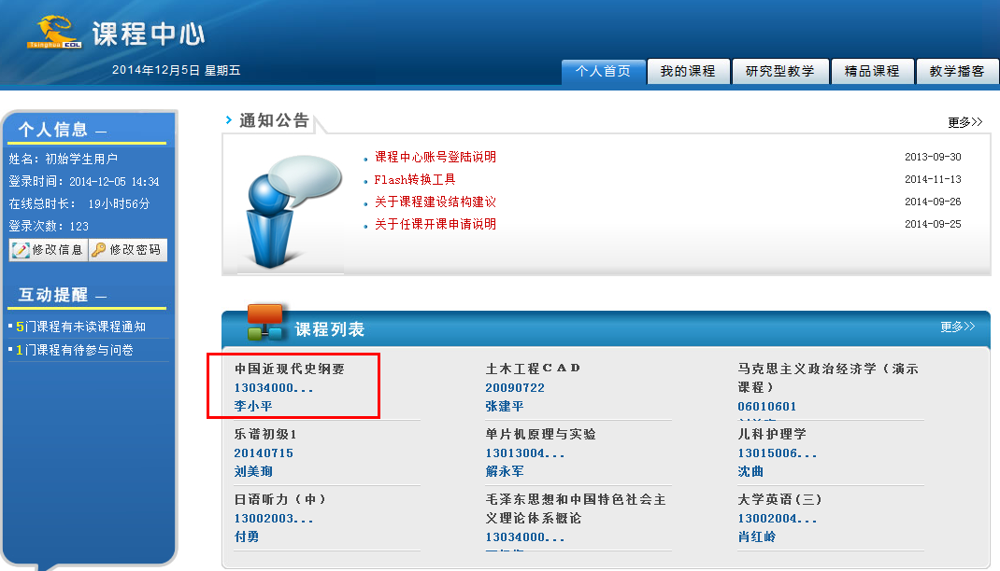 TsinghuaEOL
课程中心
2014年12月5日 星期五
个人首页 我的课程 研究型教学 精品课程 教学播客
个人信息
姓名：初始学生用户
登录时间：2014-12-05 14:34
在线总时长： 19小时56分
登录次数：123
修改信息 修改密码
互动提醒
5门课程有未读课程通知
1门课程有待参与问卷
通知公告
更多>>
课程中心账号登陆说明 2013-09-30
Flash转换工具 2014-11-13
关于课程建设结构建议 2014-09-26
关于任课开课申请说明 2014-09-25
课程列表
更多>>
中国近现代史纲要
13034000...
李小平
土木工程ＣＡＤ
20090722
张建平
马克思主义政治经济学（演示
课程）
06010601
乐谱初级1
20140715
刘美珣
单片机原理与实验
13013004...
解永军
儿科护理学
13015006...
沈曲
日语听力（中）
13002003...
付勇
毛泽东思想和中国特色社会主
义理论体系概论
13034000...
大学英语(三)
13002004...
肖红岭